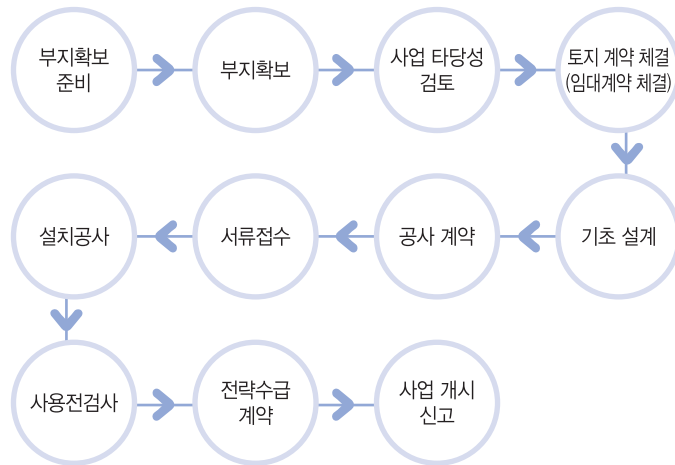 부지확보
준비
부지확보
사업 타당성
검토
토지 계약 체결
(임대계약 체결)
기초 설계
공사 계약
서류접수
설치공사
사용전검사
전략수급
계약
사업 개시
신고